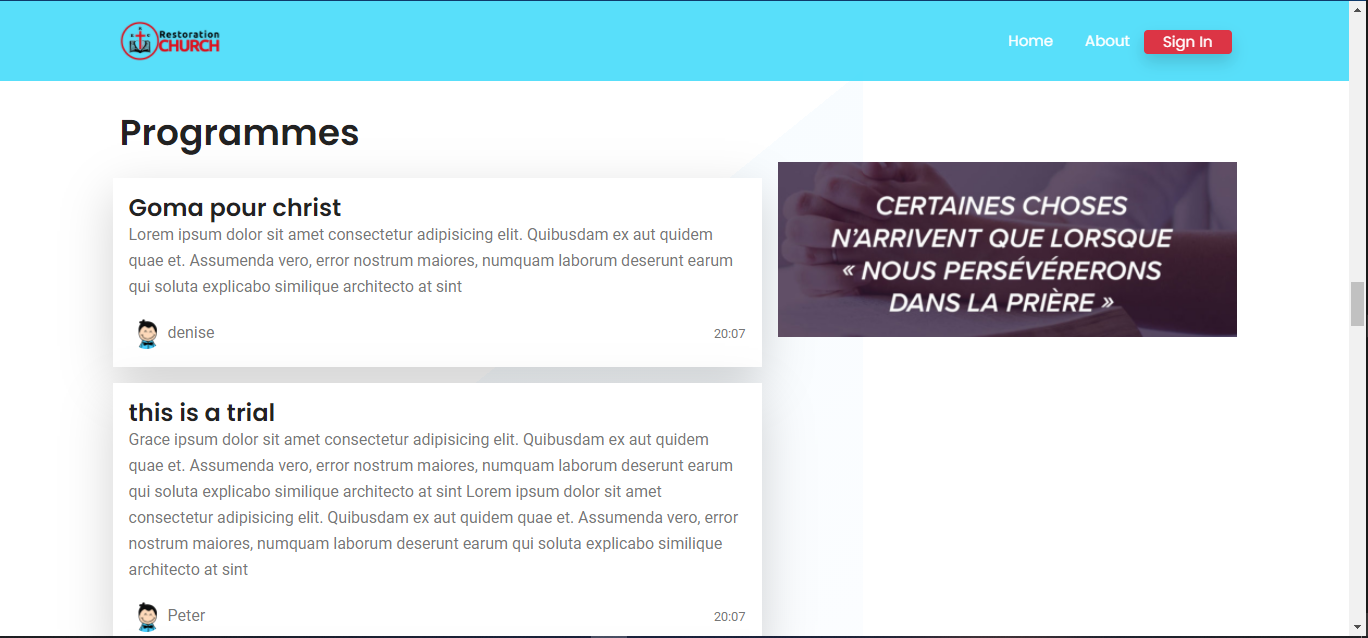 Restoration
CHURCH
Home About Sign In
Programmes
Goma pour christ
Lorem ipsum dolor sit amet consectetur adipisicing elit. Quibusdam ex aut quidem
quae et. Assumenda vero, error nostrum maiores, numquam laborum deserunt earum
qui soluta explicabo similique architecto at sint
denise 20:07
this is a trial
Grace ipsum dolor sit amet consectetur adipisicing elit. Quibusdam ex aut quidem
quae et. Assumenda vero, error nostrum maiores, numquam laborum deserunt earum
qui soluta explicabo similique architecto at sint Lorem ipsum dolor sit amet
consectetur adipisicing elit. Quibusdam ex aut quidem quae et. Assumenda vero, error
nostrum maiores, numquam laborum deserunt earum qui soluta explicabo similique
architecto at sint
Peter 20:07
CERTAINES CHOSES
N'ARRIVENT QUE LORSQUE
« NOUS PERSÉVÉRERONS
DANS LA PRIÈRE »